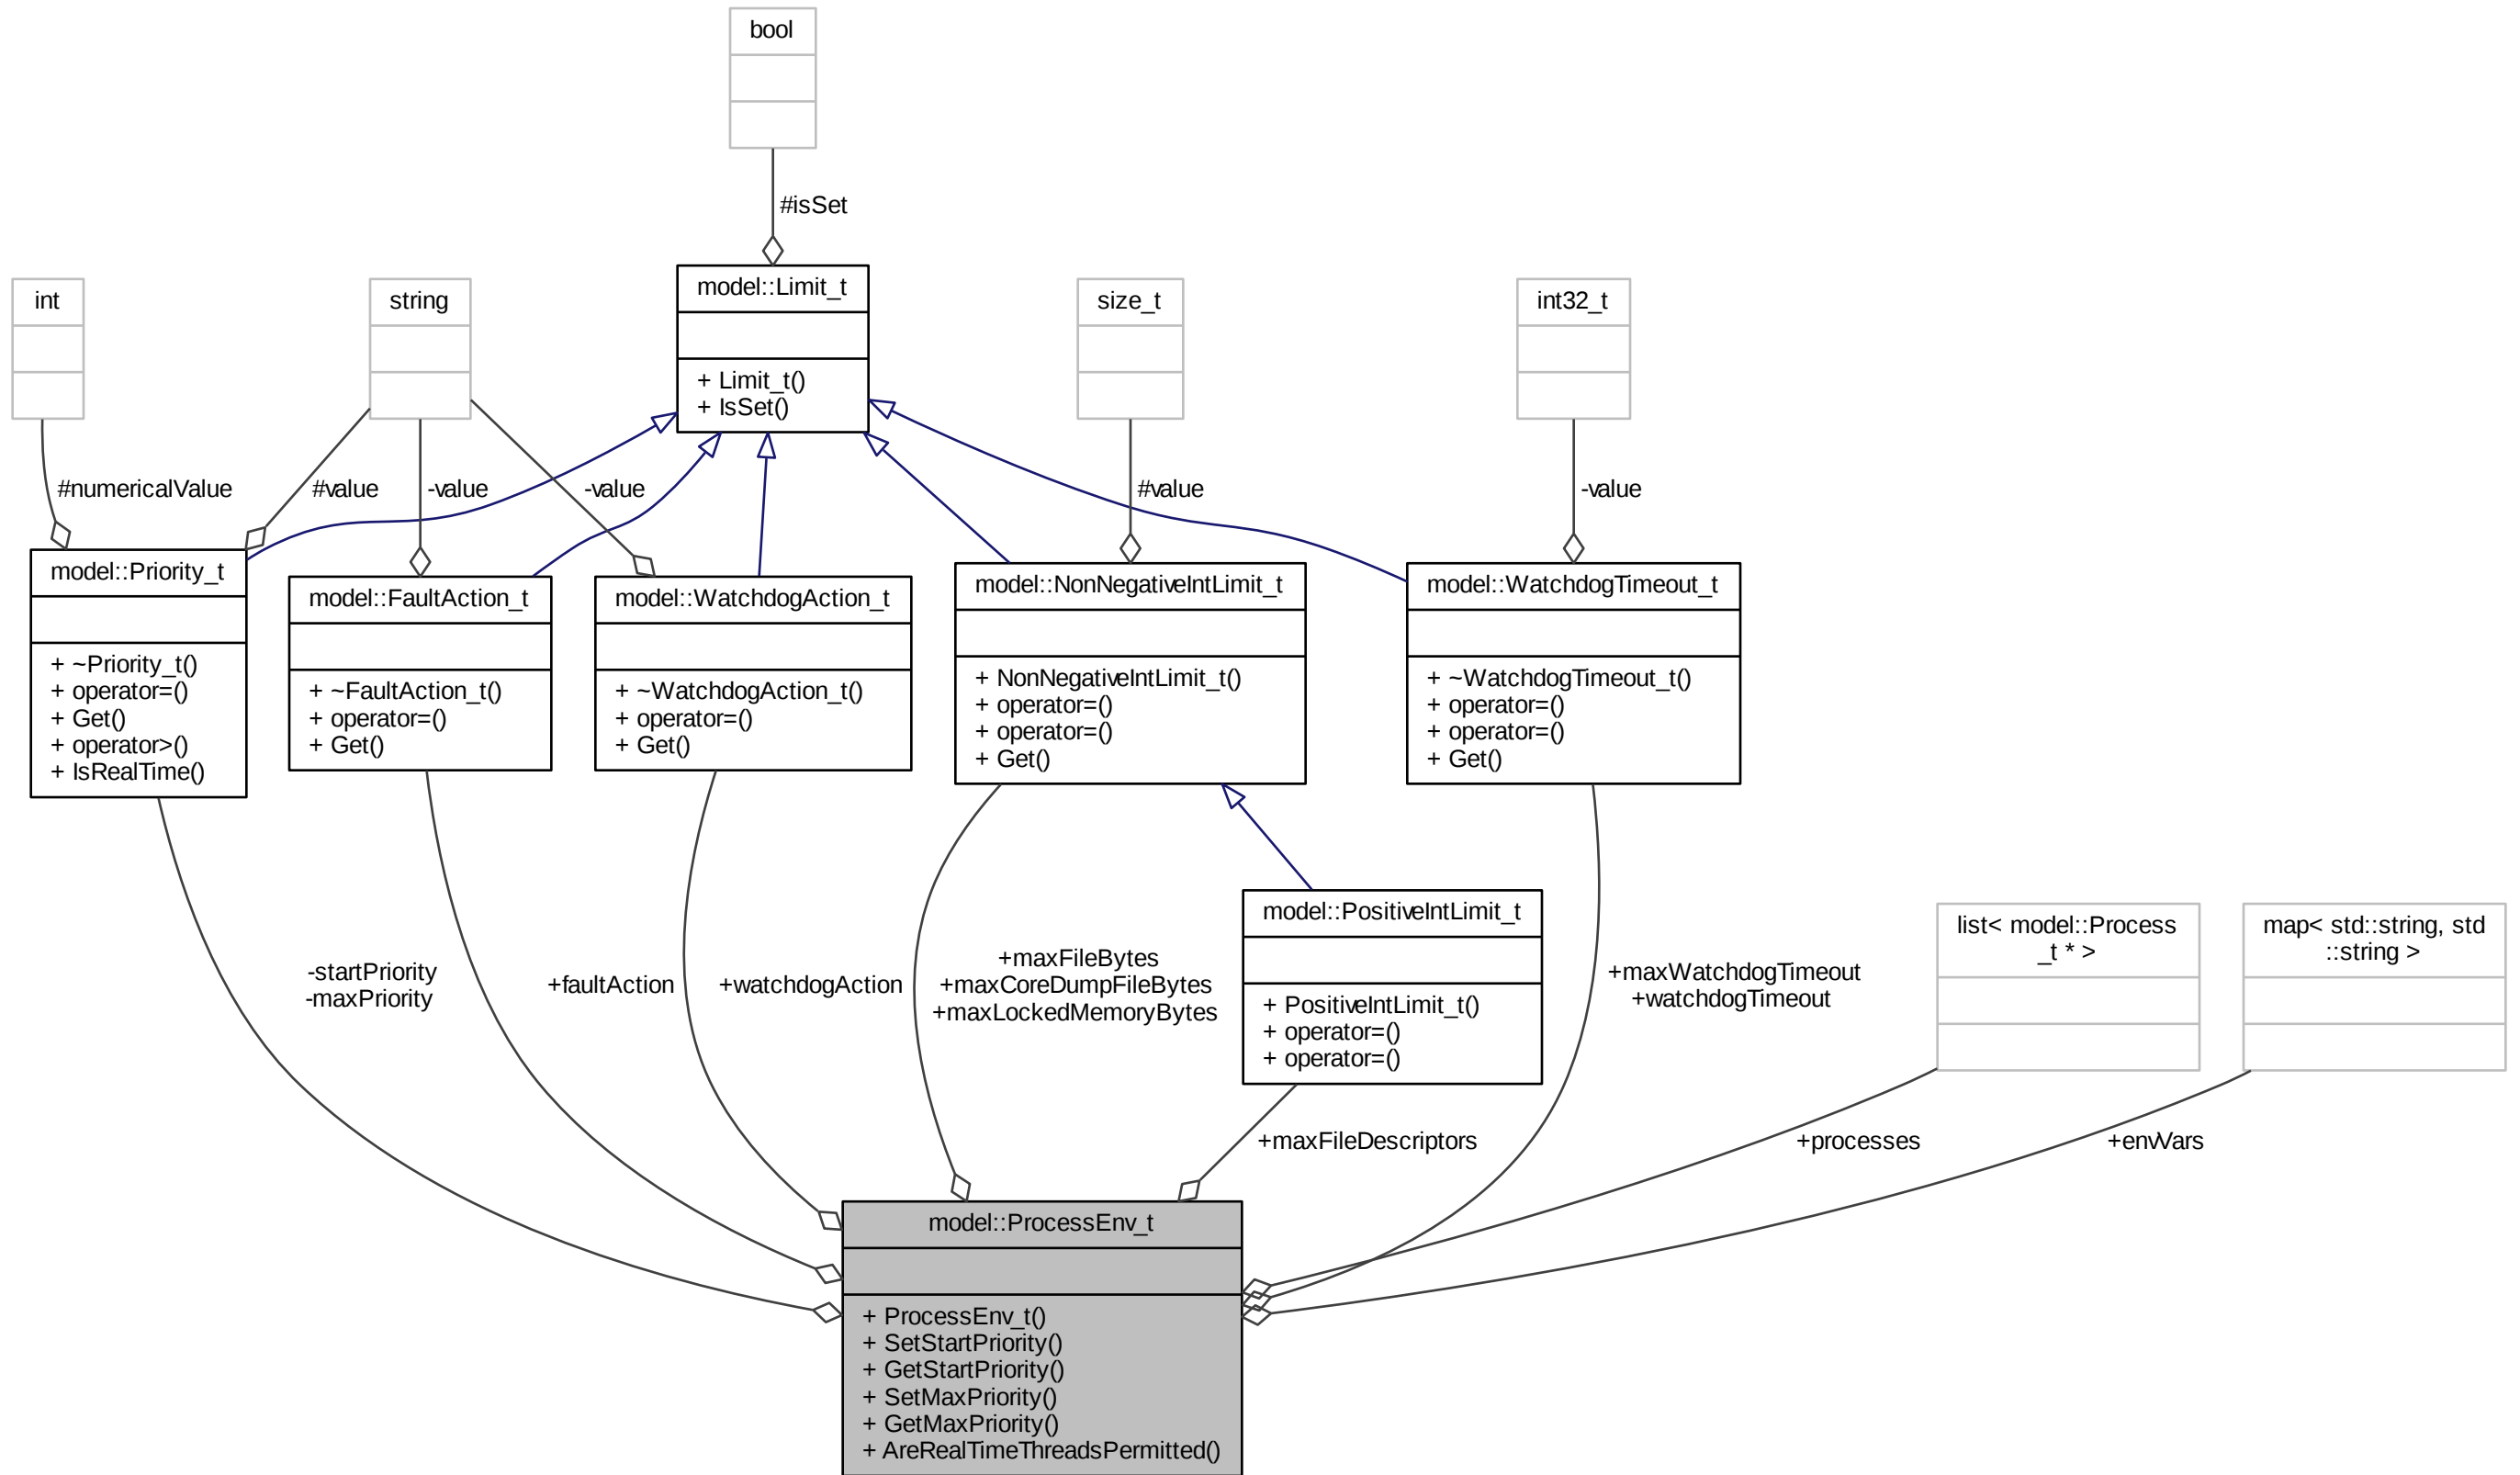 bool
#isSet
int
string
model::Limit_t
+ Limit_t()
+ IsSet()
size_t
int32_t
#numericalValue
#value
-value
-value
#value
-value
model::Priority_t
+ ~Priority_t()
+ operator=()
+ Get()
+ operator>()
+ IsRealTime()
model::FaultAction_t
+ ~FaultAction_t()
+ operator=()
+ Get()
model::WatchdogAction_t
+ ~WatchdogAction_t()
+ operator=()
+ Get()
model::NonNegativeIntLimit_t
+ NonNegativeIntLimit_t()
+ operator=()
+ operator=()
+ Get()
model::WatchdogTimeout_t
+ ~WatchdogTimeout_t()
+ operator=()
+ operator=()
+ Get()
-startPriority
-maxPriority
+faultAction
+watchdogAction
+maxFileBytes
+maxCoreDumpFileBytes
+maxLockedMemoryBytes
model::PositiveIntLimit_t
+ PositiveIntLimit_t()
+ operator=()
+ operator=()
+maxWatchdogTimeout
+watchdogTimeout
list< model::Process
_t * >
map< std::string, std
::string >
+maxFileDescriptors
+processes
+envVars
model::ProcessEnv_t
+ ProcessEnv_t()
+ SetStartPriority()
+ GetStartPriority()
+ SetMaxPriority()
+ GetMaxPriority()
+ AreRealTimeThreadsPermitted()